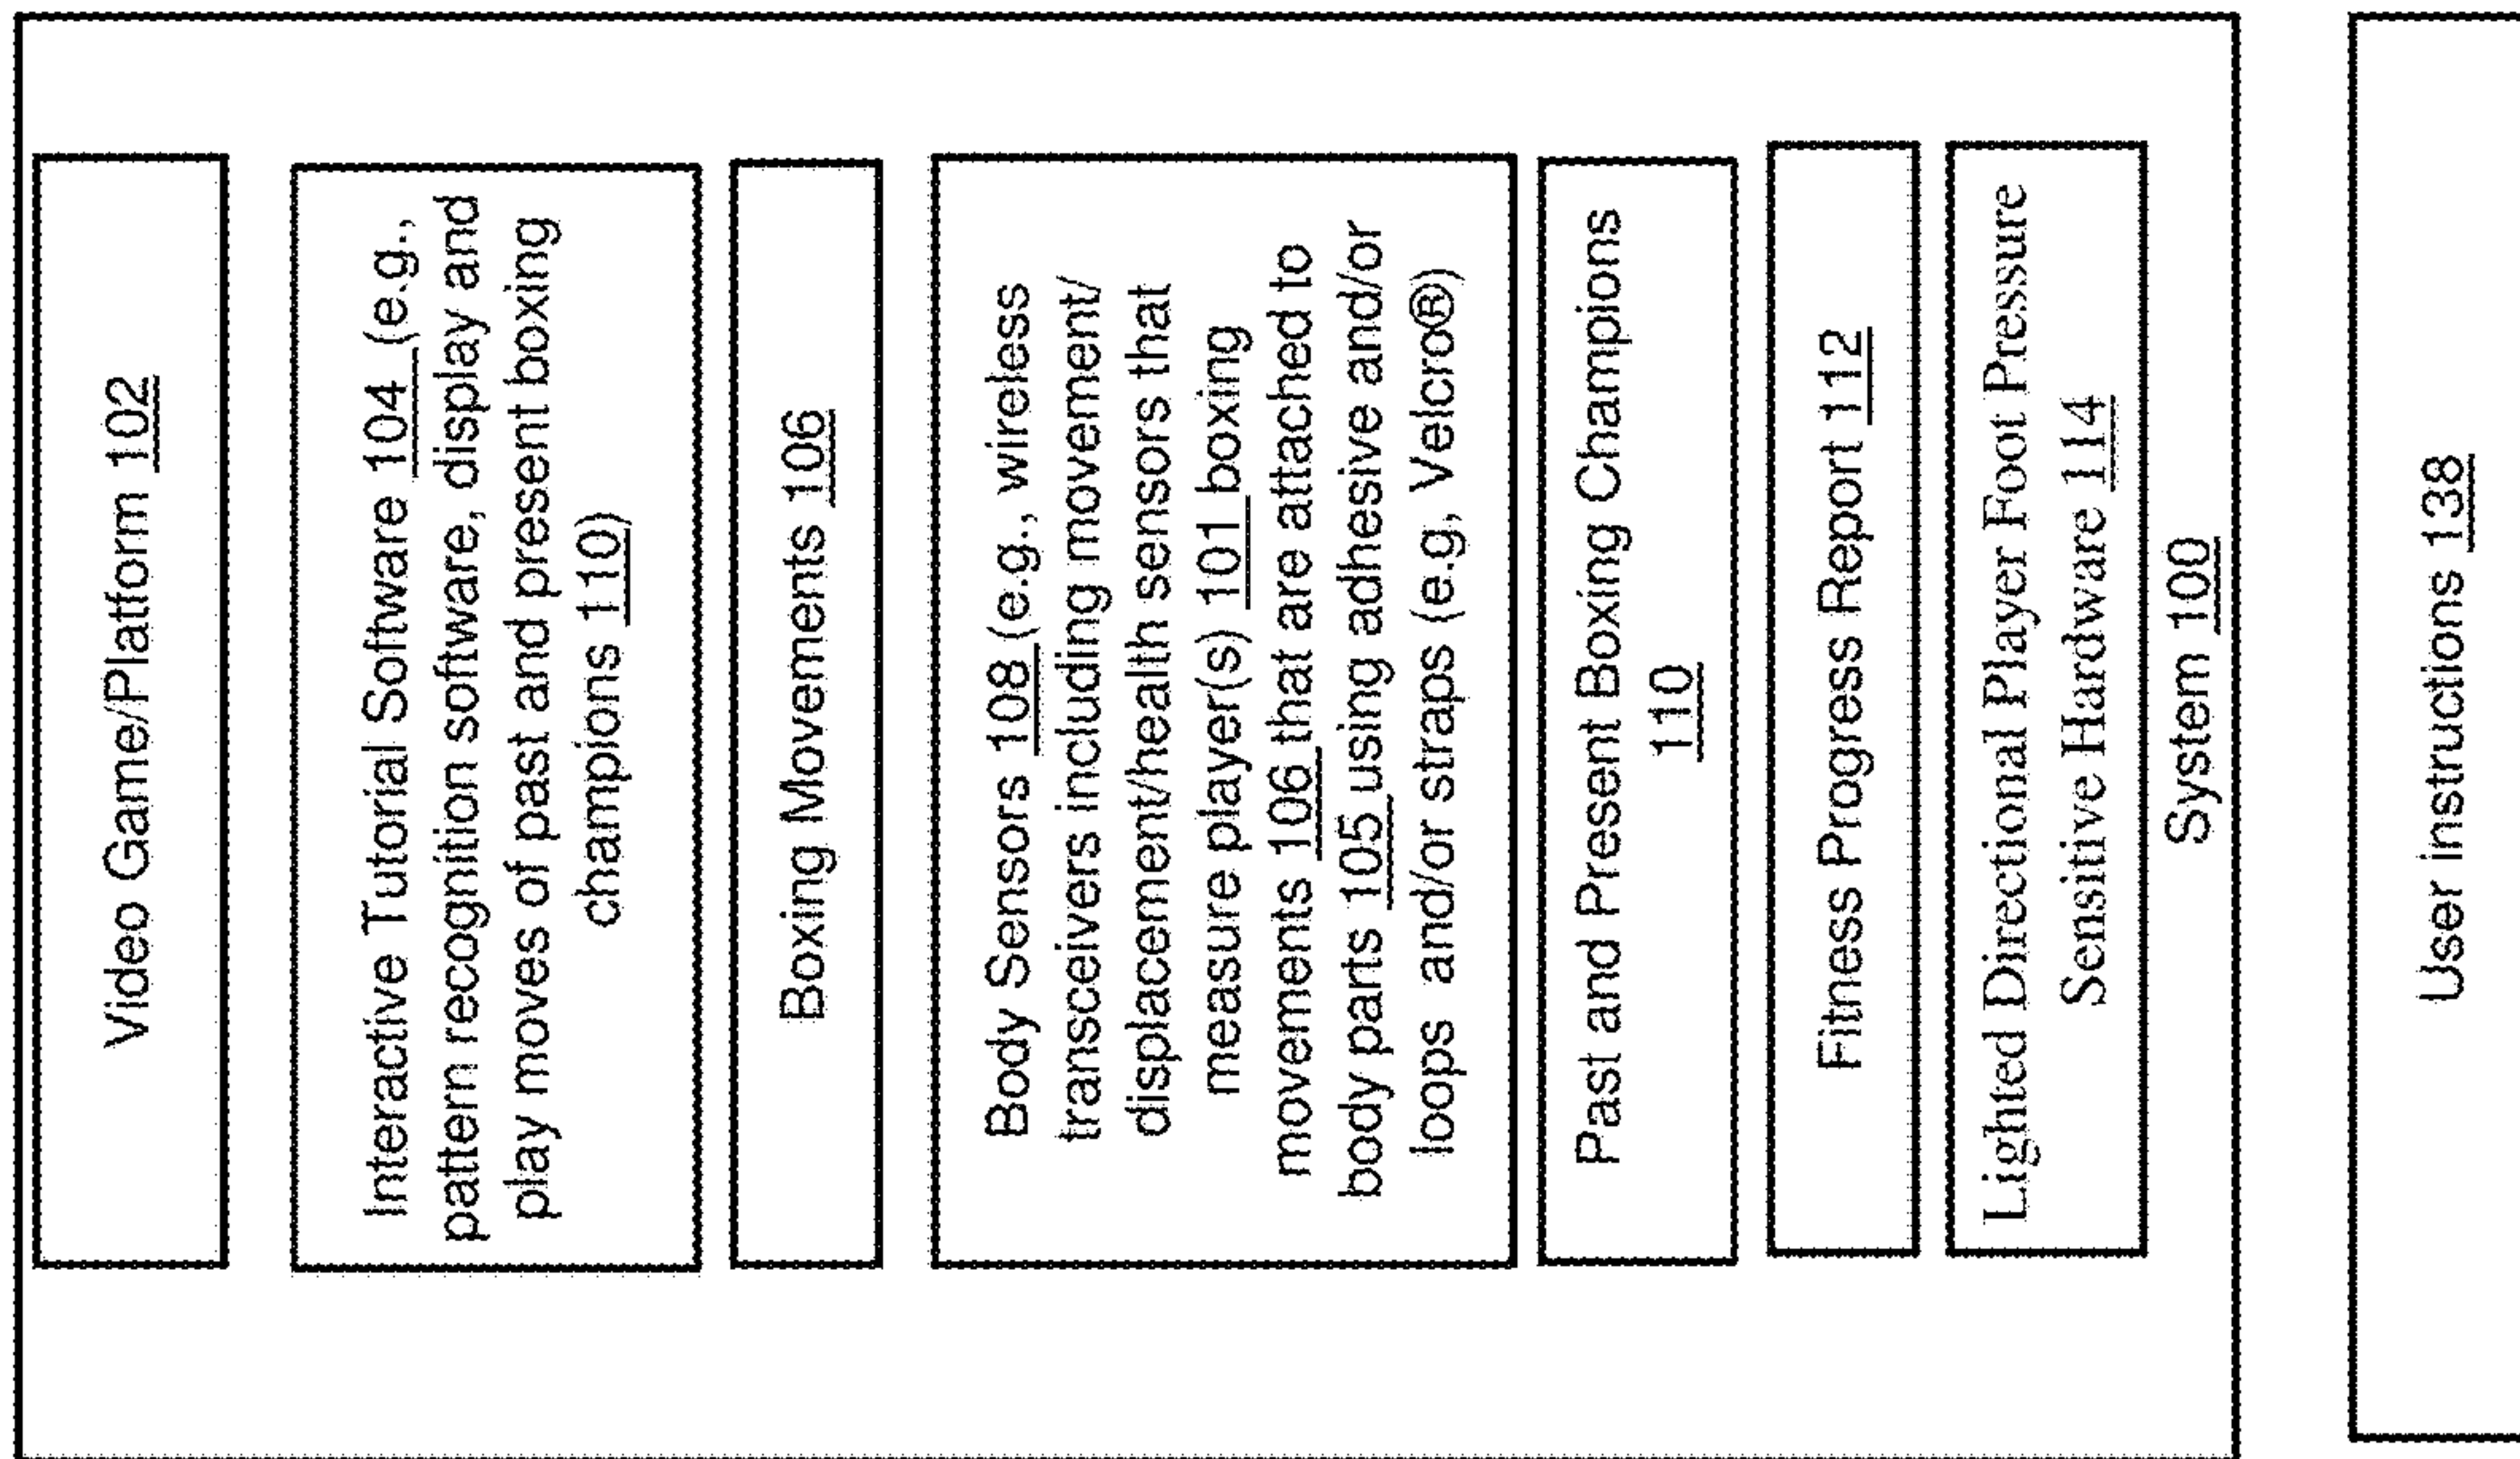 Video Game/Platform 102
Interactive Tutorial Software 104 (e.g.,
pattern recognition software, display and
play moves of past and present boxing
champions 110)
Boxing Movements 106
Body Sensors 108 (e.g., wireless
transceivers including movement/
displacement/health sensors that
measure player(s) 101 boxing
movements 106 that are attached to
body parts 105 using adhesive and/or
loops and/or straps (e.g, Velcro®)
Past and Present Boxing Champions
110
Fitness Progress Report 112
Lighted Directional Player Foot Pressure
Sensitive Hardware 114
System 100
User instructions 138